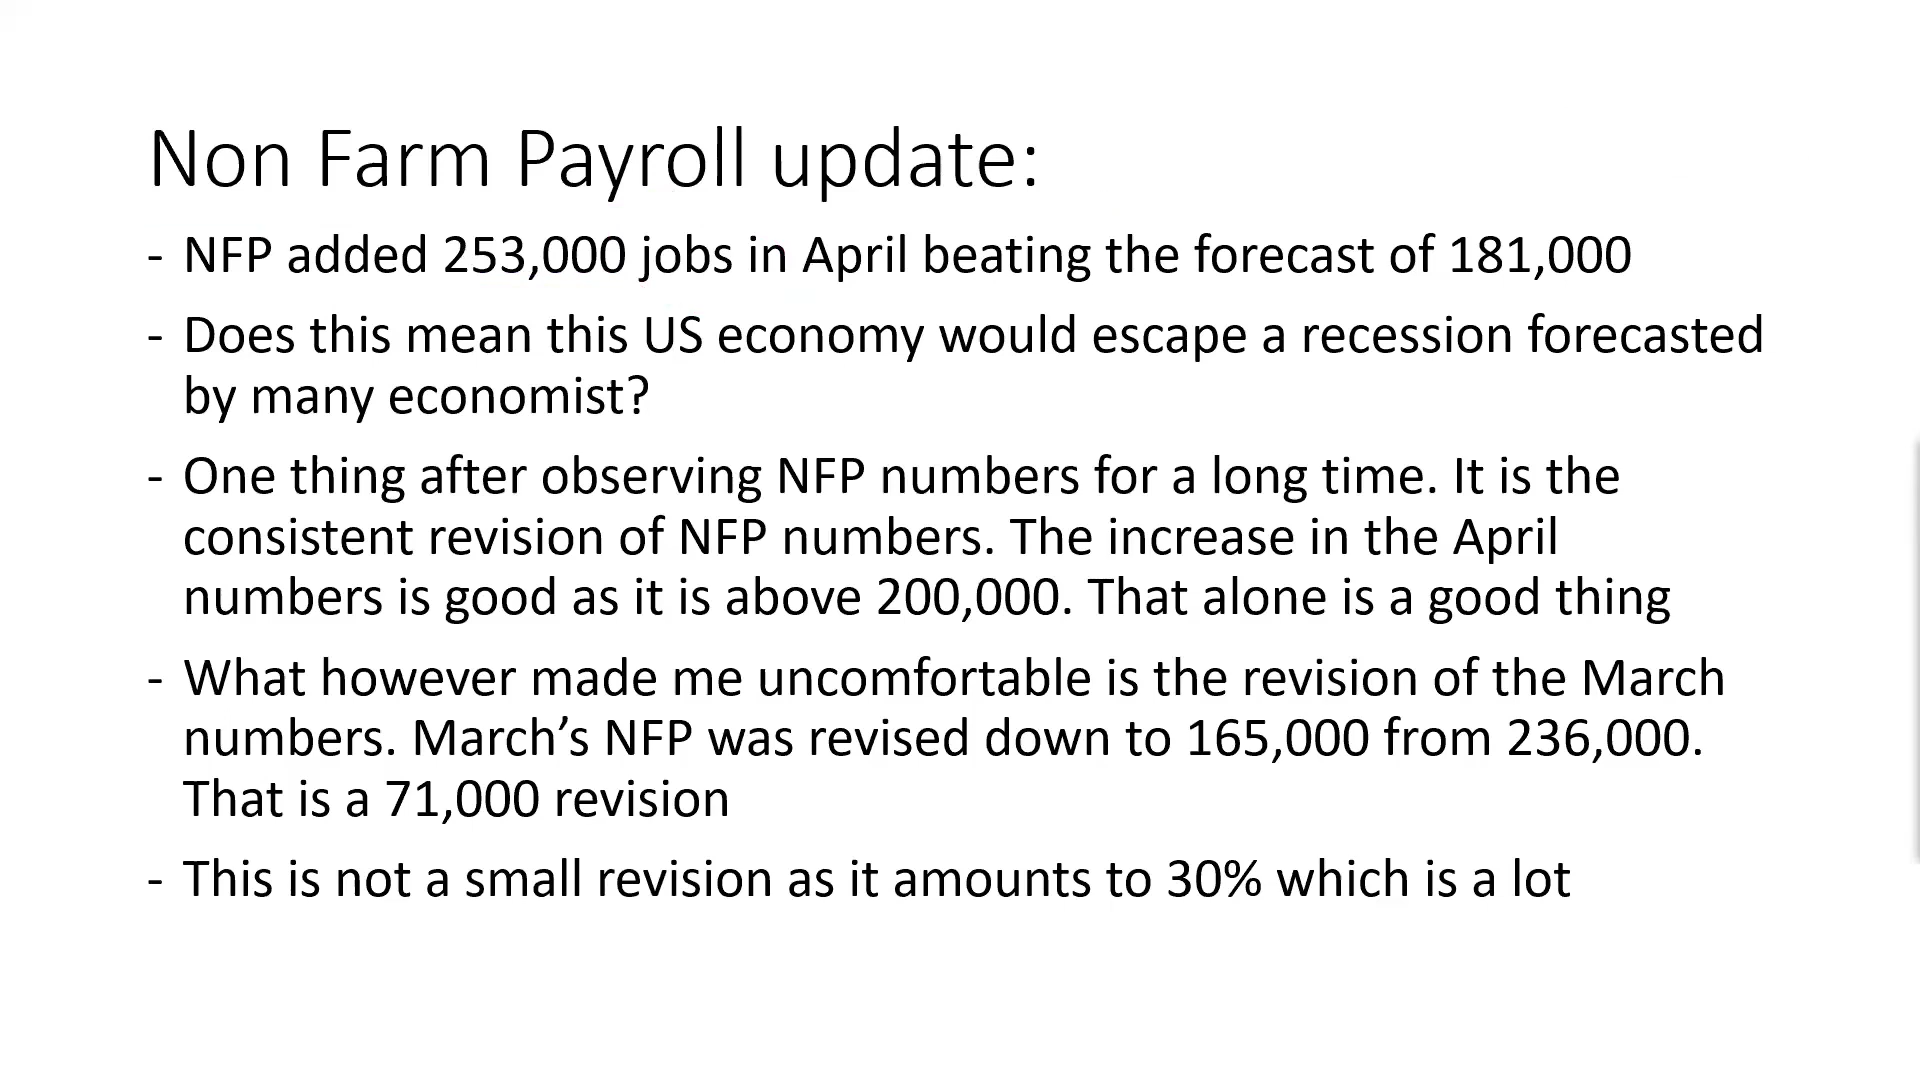 Non Farm Payroll update:
- NFP added 253,000 jobs in April beating the forecast of 181,000
- Does this mean this US economy would escape a recession forecasted
by many economist?
- One thing after observing NFP numbers for a long time. It is the
consistent revision of NFP numbers. The increase in the April
numbers is good as it is above 200,000. That alone is a good thing
- What however made me uncomfortable is the revision of the March
numbers. March’s NFP was revised down to 165,000 from 236,000.
That is a 71,000 revision
- This is not a small revision as it amounts to 30% which is a lot